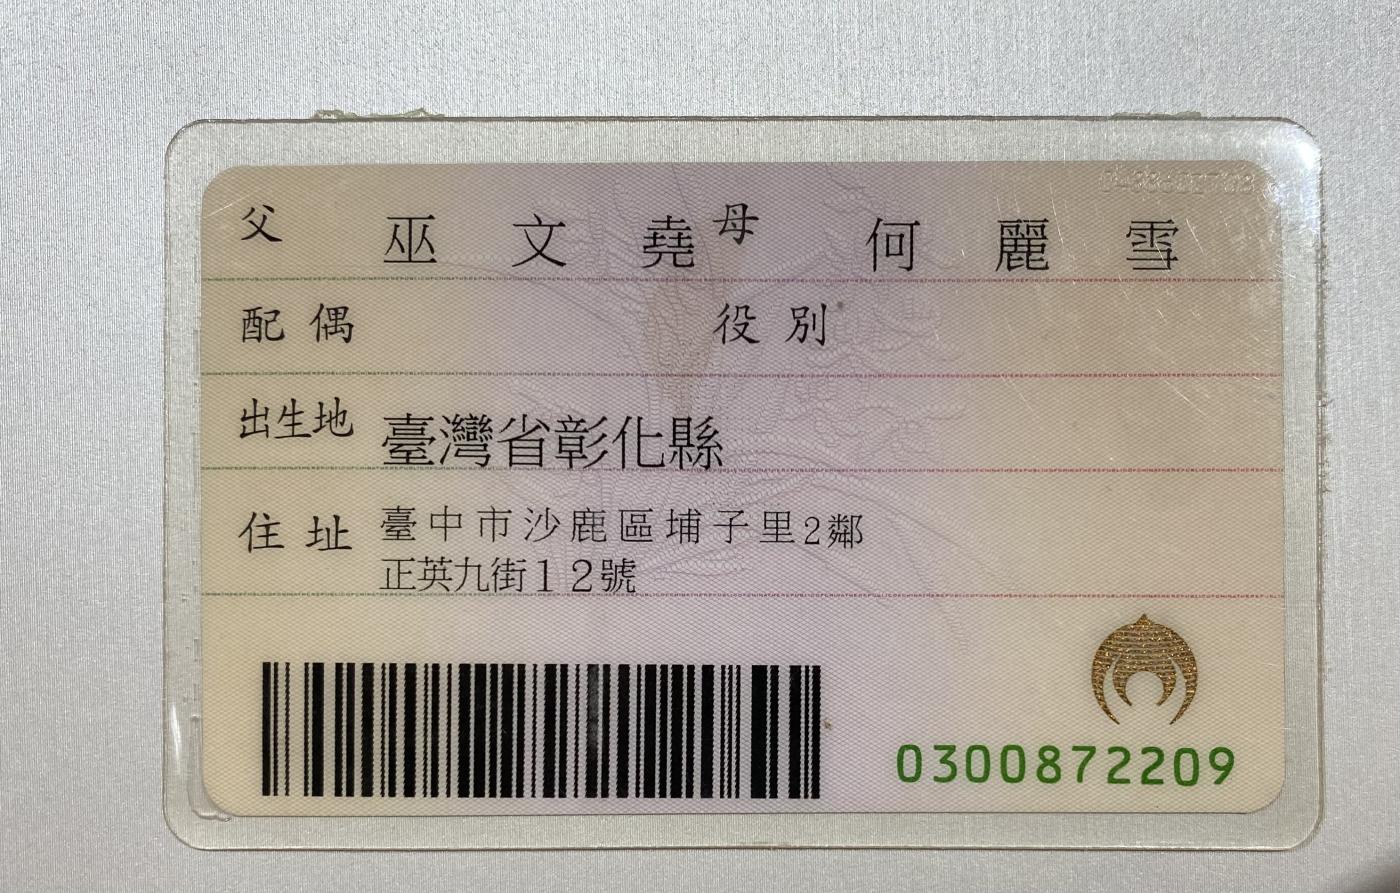 父 巫文堯 母 何麗雪
配偶 役別
出生地 臺灣省彰化縣
住址 臺中市沙鹿區埔子里2鄰
正英九街12號
0300872209